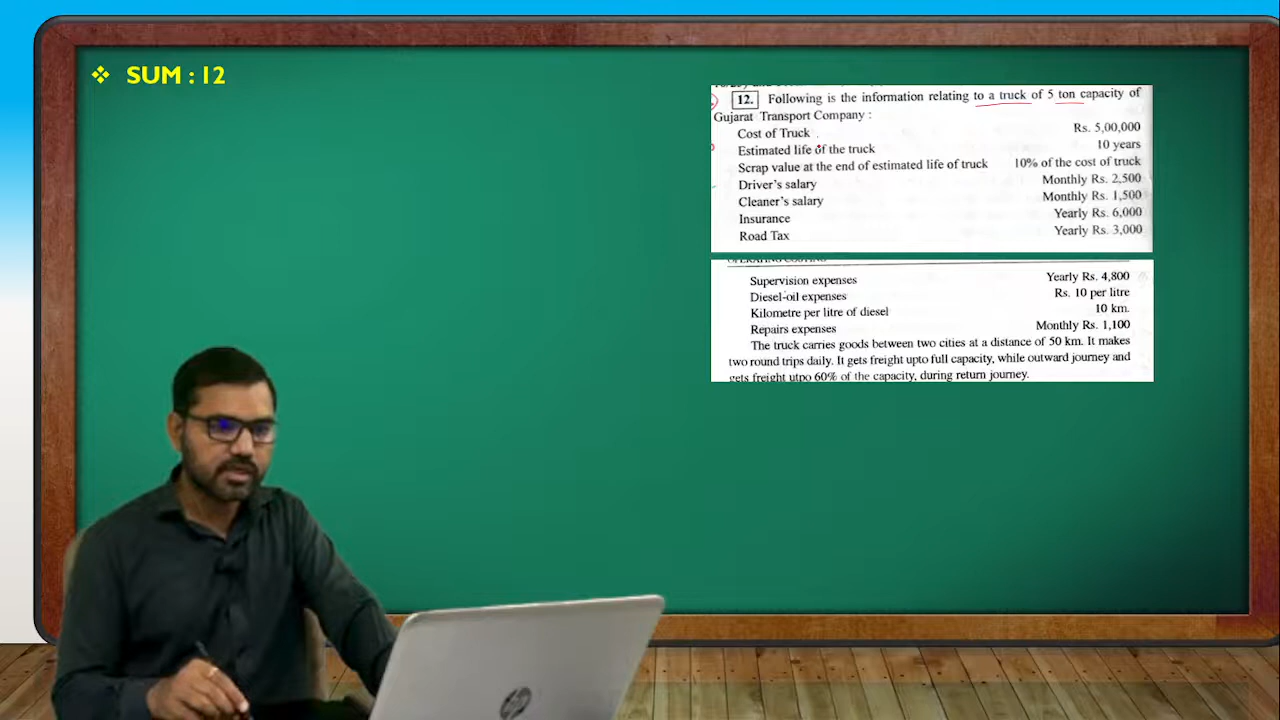 ❖ SUM : 12
12. Following is the information relating to a truck of 5 ton capacity of
Gujarat Transport Company :
Cost of Truck Rs. 5,00,000
Estimated life of the truck 10 years
Scrap value at the end of estimated life of truck 10% of the cost of truck
Driver's salary Monthly Rs. 2,500
Cleaner's salary Monthly Rs. 1,500
Insurance Yearly Rs. 6,000
Road Tax Yearly Rs. 3,000
Supervision expenses Yearly Rs. 4,800
Diesel-oil expenses Rs. 10 per litre
Kilometre per litre of diesel 10 km.
Repairs expenses Monthly Rs. 1,100
The truck carries goods between two cities at a distance of 50 km. It makes
two round trips daily. It gets freight upto full capacity, while outward journey and
gets freight utpo 60% of the capacity, during return journey.
hp